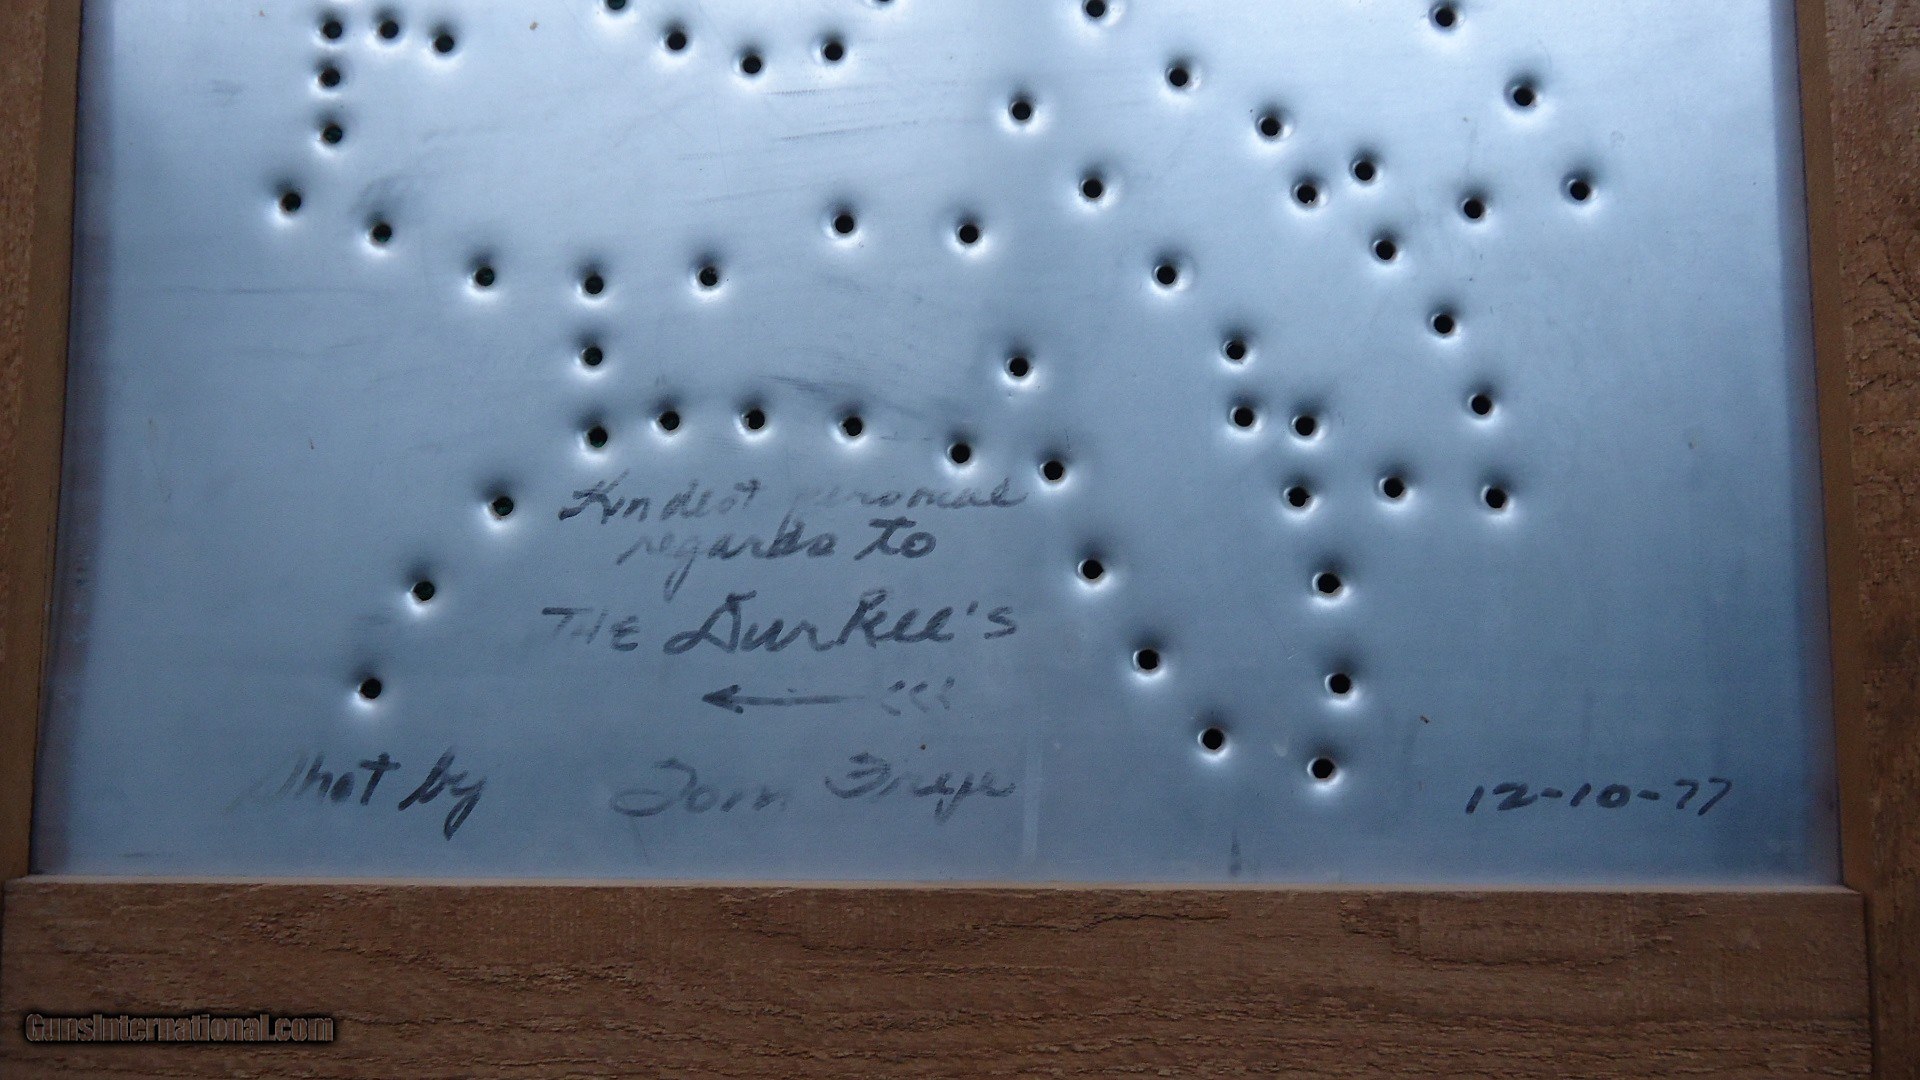 Kindest personal
regards to
THE Durkee's
Shot by Tom Frye
12-10-77
GunsInternational.com